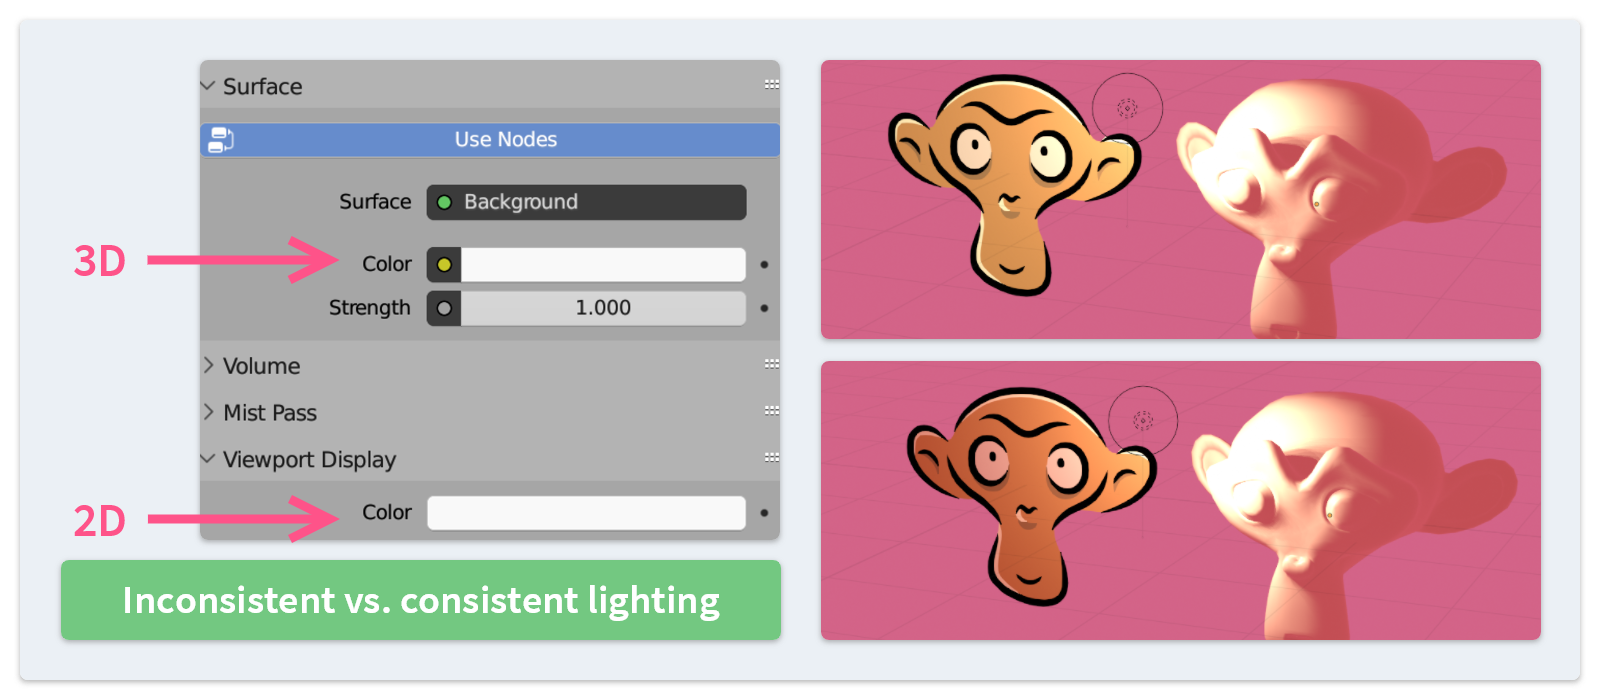 Surface
Use Nodes
Surface Background
3D
Color
Strength 1.000
Volume
Mist Pass
Viewport Display
2D
Color
Inconsistent vs. consistent lighting